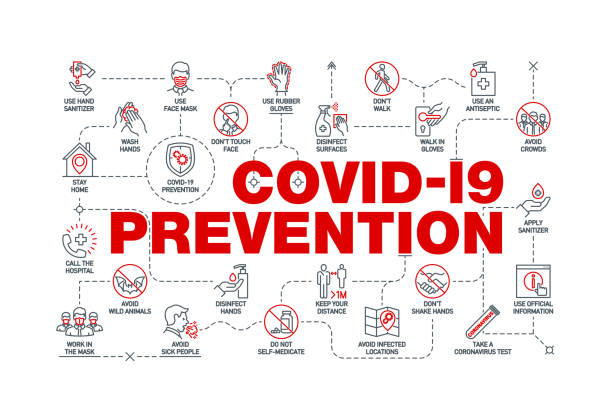 USE HAND
SANITIZER
USE
FACE MASK
USE RUBBER
GLOVES
DON'T
WALK
USE AN
ANTISEPTIC
WASH
HANDS
DON'T TOUCH
FACE
DISINFECT
SURFACES
WALK IN
GLOVES
AVOID
CROWDS
STAY
HOME
COVID-19
PREVENTION
COVID-19
PREVENTION
APPLY
SANITIZER
CALL THE
HOSPITAL
AVOID
WILD ANIMALS
DISINFECT
HANDS
>1M
KEEP YOUR
DISTANCE
DON'T
SHAKE HANDS
USE OFFICIAL
INFORMATION
WORK IN
THE MASK
AVOID
SICK PEOPLE
DO NOT
SELF-MEDICATE
AVOID INFECTED
LOCATIONS
CORONAVIRUS
TAKE A
CORONAVIRUS TEST